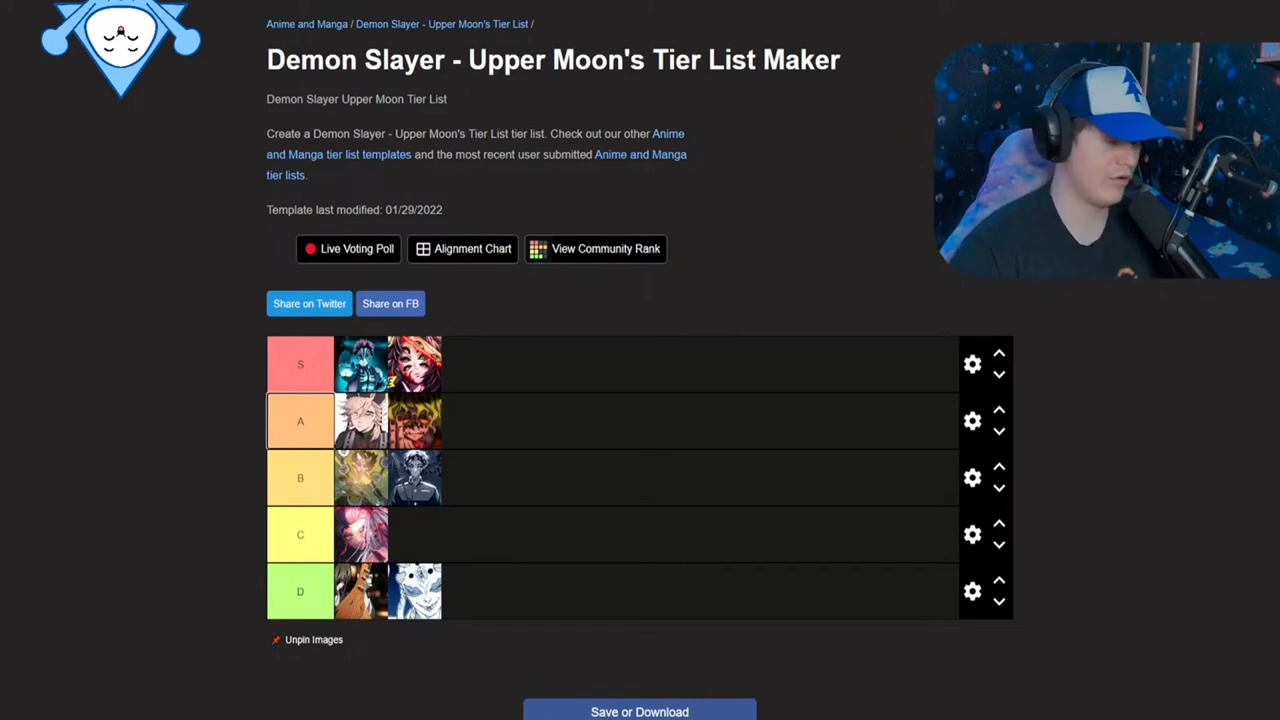 Anime and Manga / Demon Slayer - Upper Moon's Tier List /
Demon Slayer - Upper Moon's Tier List Maker
Demon Slayer Upper Moon Tier List
Create a Demon Slayer - Upper Moon's Tier List tier list. Check out our other Anime
and Manga tier list templates and the most recent user submitted Anime and Manga
tier lists.
Template last modified: 01/29/2022
Live Voting Poll
Alignment Chart
View Community Rank
Share on Twitter
Share on FB
S
A
B
C
D
Unpin Images
Save or Download